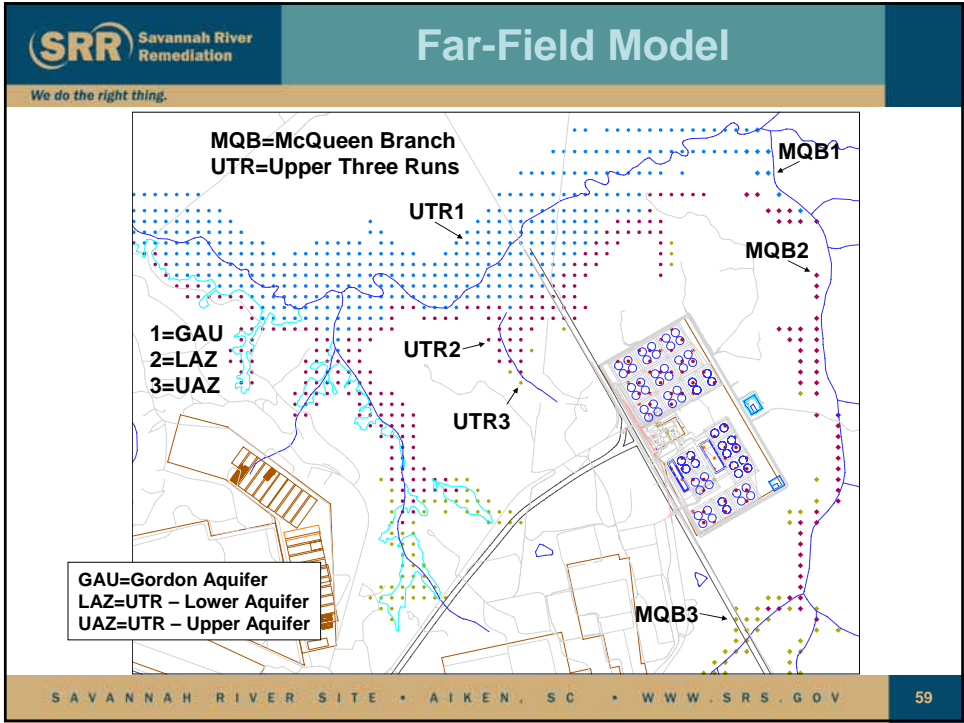 SRR Savannah River
Remediation
Far-Field Model
We do the right thing.
MQB=McQueen Branch
UTR=Upper Three Runs
MQB1
UTR1
MQB2
1=GAU
2=LAZ
3=UAZ
UTR2
UTR3
GAU=Gordon Aquifer
LAZ=UTR – Lower Aquifer
UAZ=UTR – Upper Aquifer
MQB3
SAVANNAH RIVER SITE • AIKEN, SC • WWW.SRS.GOV
59